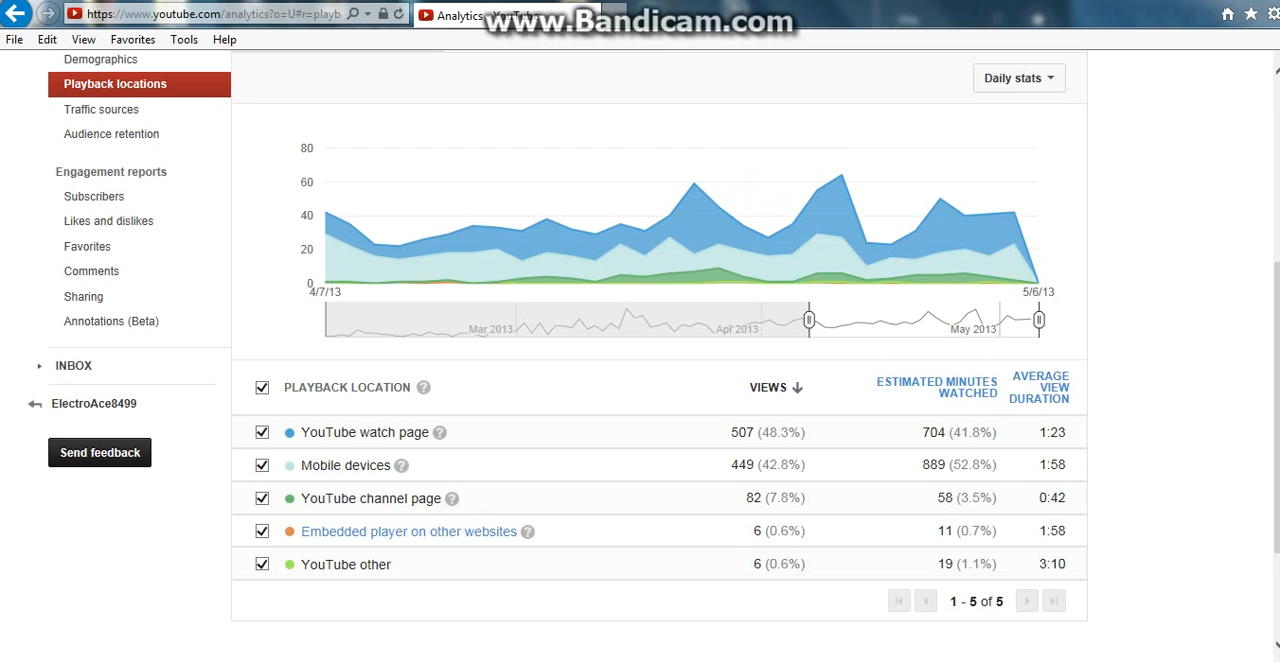 https://www.youtube.com/analytics?o=U#r=playb
Analytics - YouTube
www.Bandicam.com
File Edit View Favorites Tools Help
Demographics
Playback locations
Traffic sources
Audience retention
Engagement reports
Subscribers
Likes and dislikes
Favorites
Comments
Sharing
Annotations (Beta)
INBOX
ElectroAce8499
Send feedback
Daily stats
80
60
40
20
0
4/7/13 5/6/13
Mar 2013 Apr 2013 May 2013
PLAYBACK LOCATION ? VIEWS ESTIMATED MINUTES WATCHED AVERAGE VIEW DURATION
YouTube watch page ? 507 (48.3%) 704 (41.8%) 1:23
Mobile devices ? 449 (42.8%) 889 (52.8%) 1:58
YouTube channel page ? 82 (7.8%) 58 (3.5%) 0:42
Embedded player on other websites ? 6 (0.6%) 11 (0.7%) 1:58
YouTube other 6 (0.6%) 19 (1.1%) 3:10
1 - 5 of 5